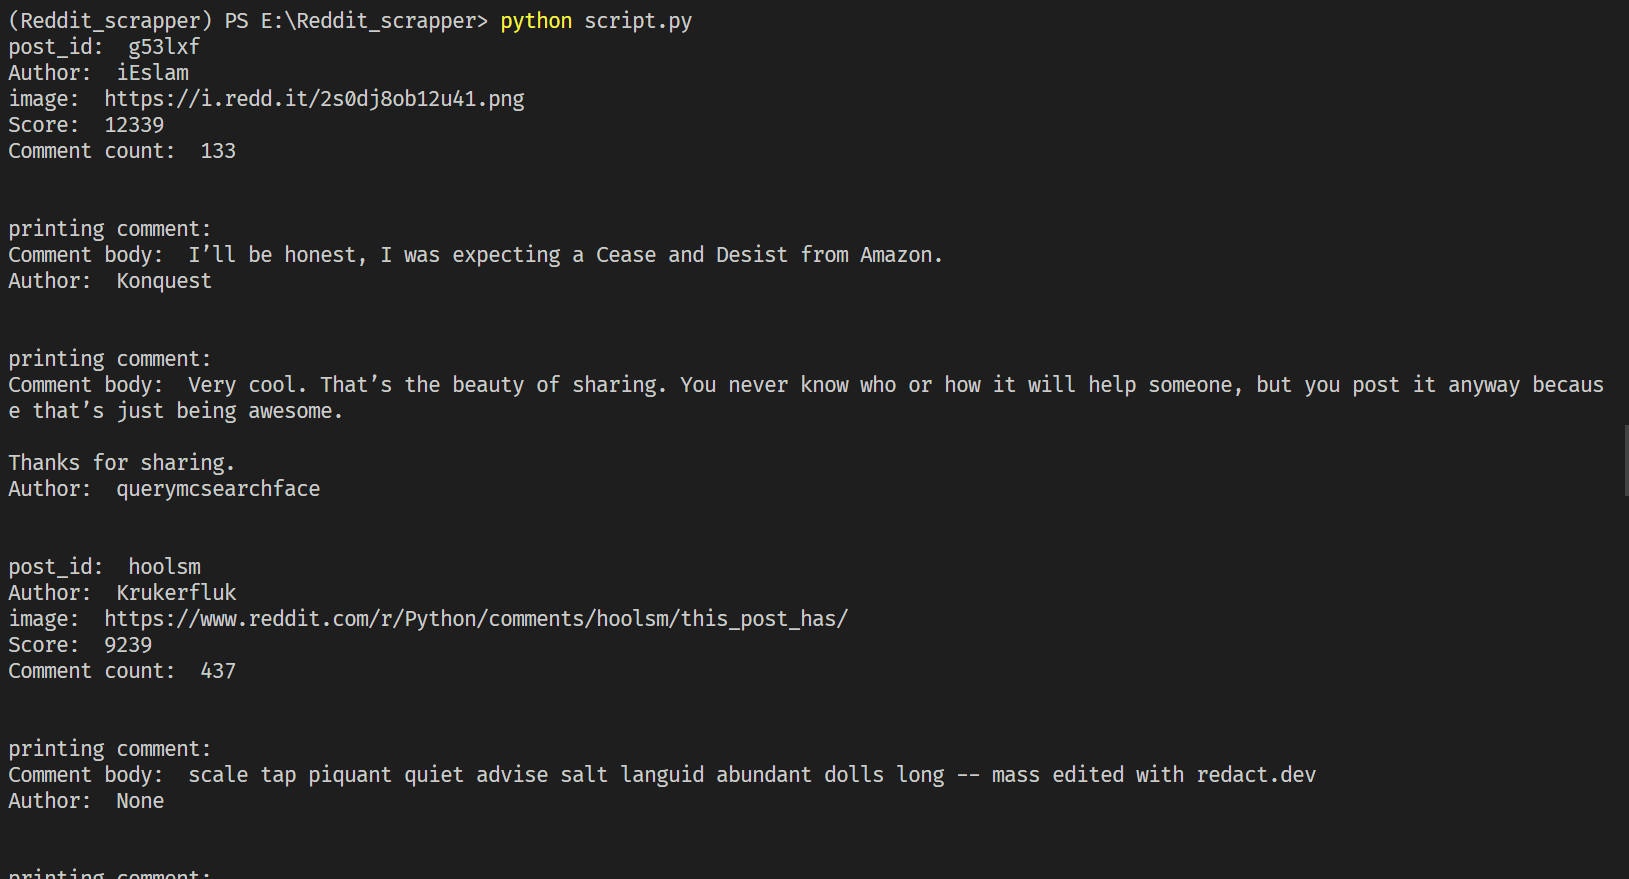 (Reddit_scrapper) PS E:\Reddit_scrapper> python script.py
post_id:  g53lxf
Author:  iEslam
image:  https://i.redd.it/2s0dj8ob12u41.png
Score:  12339
Comment count:  133
printing comment:
Comment body:  I’ll be honest, I was expecting a Cease and Desist from Amazon.
Author:  Konquest
printing comment:
Comment body:  Very cool. That’s the beauty of sharing. You never know who or how it will help someone, but you post it anyway becaus
e that’s just being awesome.
Thanks for sharing.
Author:  querymcsearchface
post_id:  hoolsm
Author:  Krukerfluk
image:  https://www.reddit.com/r/Python/comments/hoolsm/this_post_has/
Score:  9239
Comment count:  437
printing comment:
Comment body:  scale tap piquant quiet advise salt languid abundant dolls long -- mass edited with redact.dev
Author:  None
printing comment: